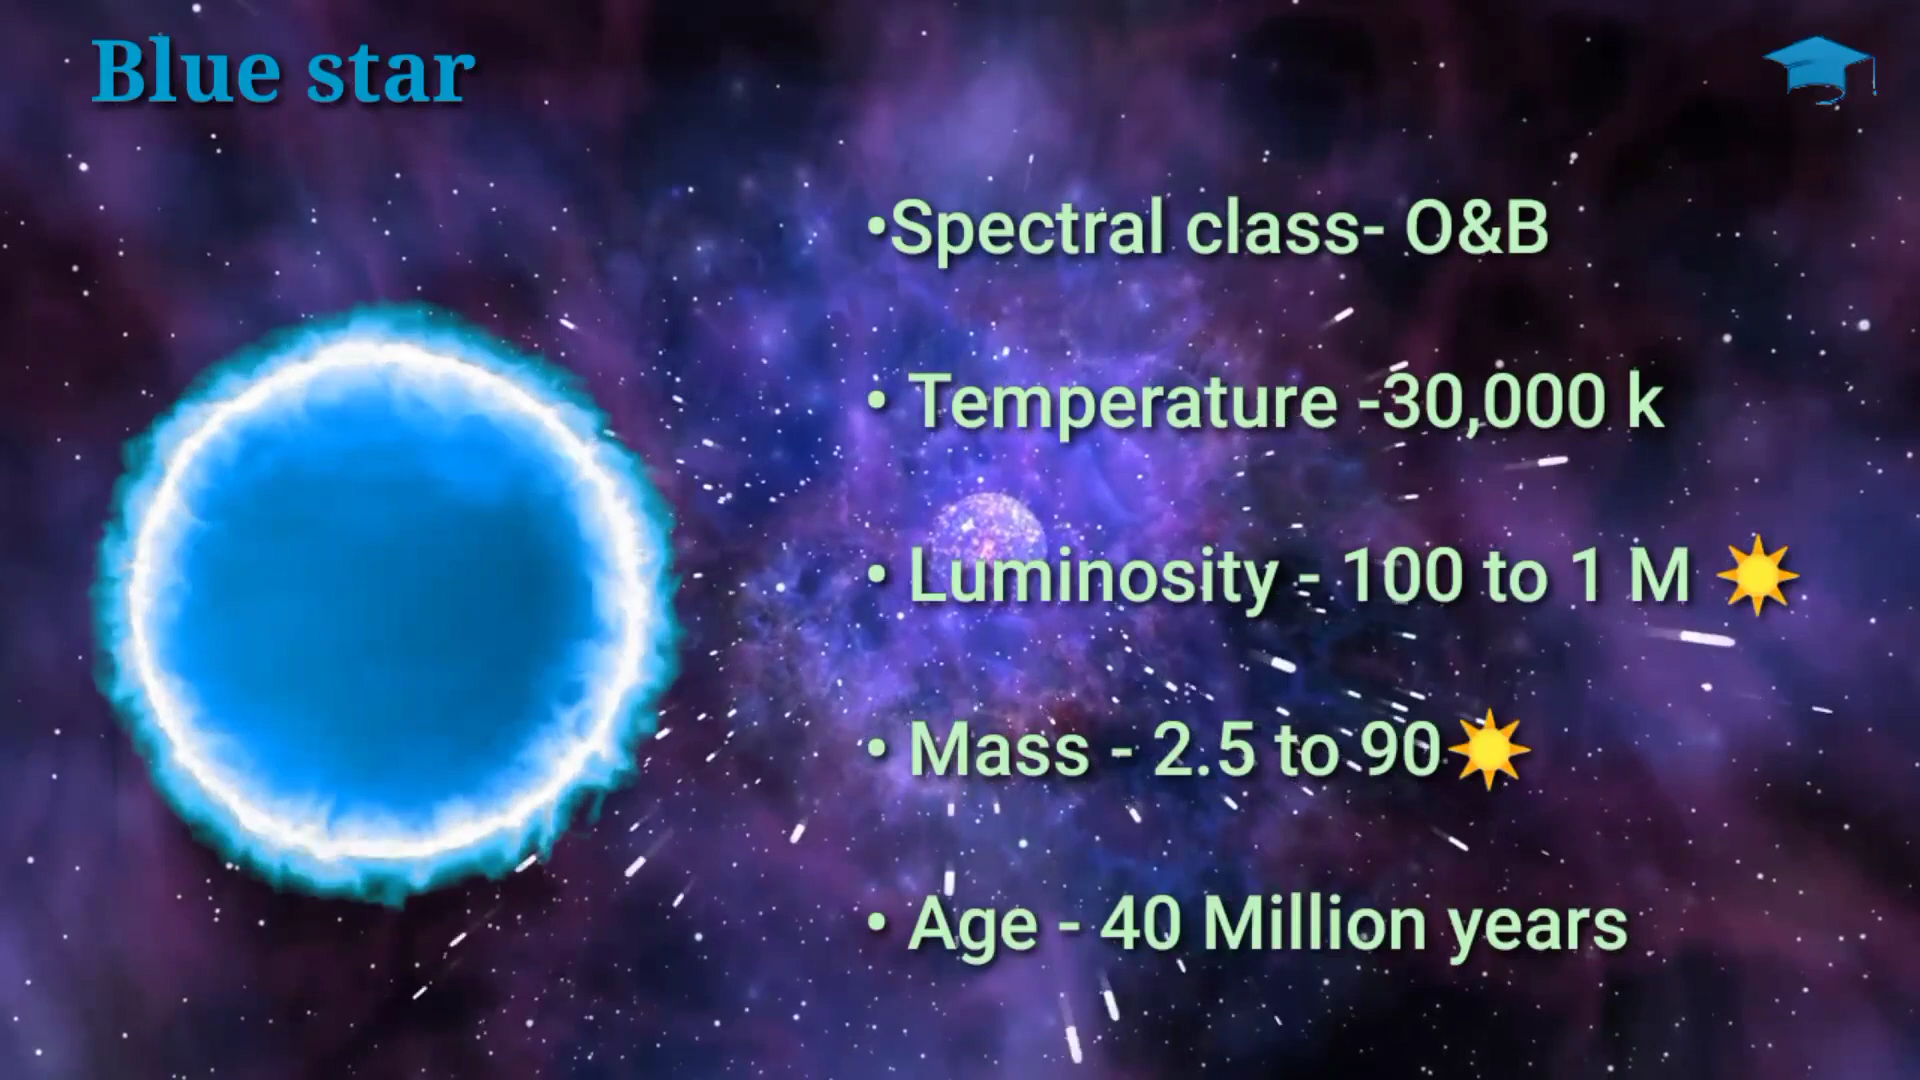 Blue star
•Spectral class- O&B
• Temperature -30,000 k
• Luminosity - 100 to 1 M ☀
• Mass - 2.5 to 90☀
• Age - 40 Million years